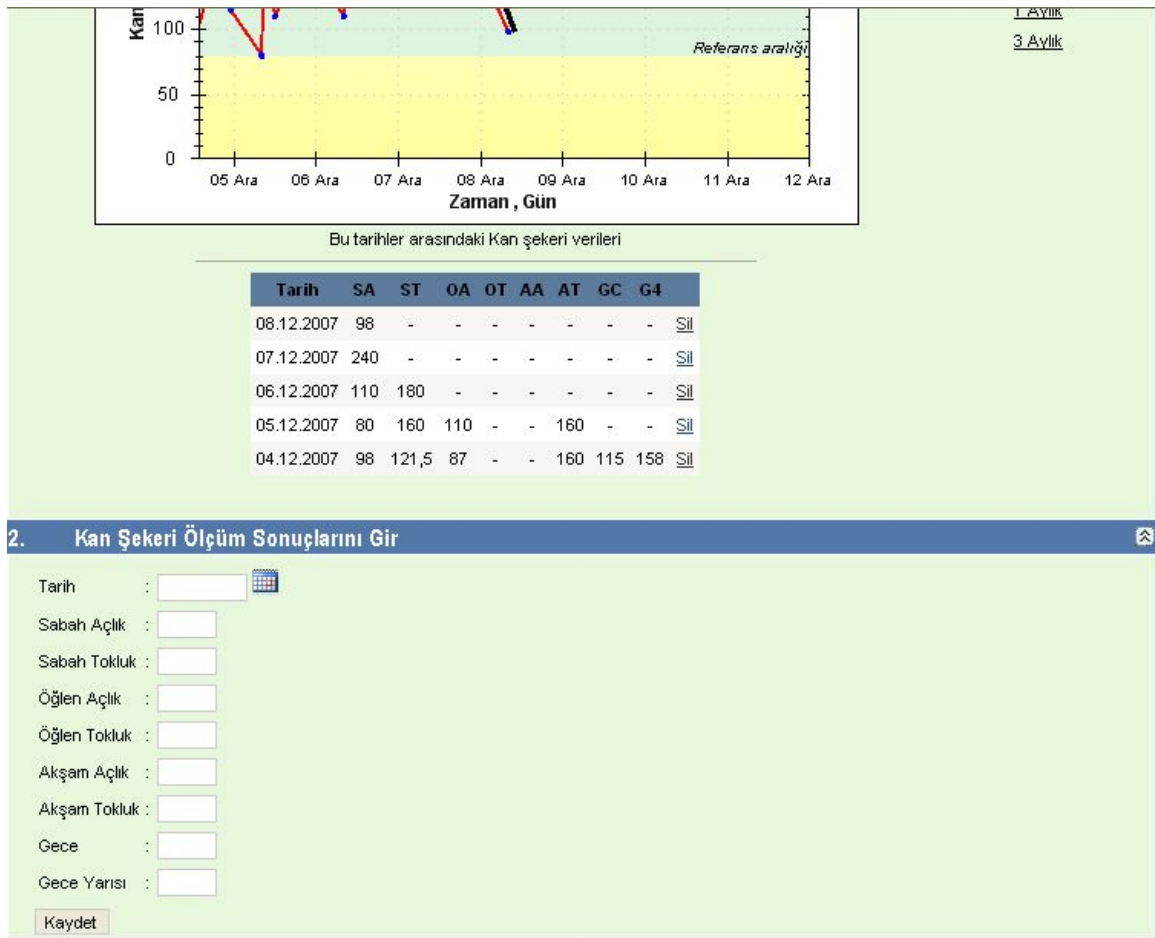 Kan
1 Aylık
100
Referans aralığı
3 Aylık
50
0
05 Ara 06 Ara 07 Ara 08 Ara 09 Ara 10 Ara 11 Ara 12 Ara
Zaman , Gün
Bu tarihler arasındaki Kan şekeri verileri
Tarih SA ST OA OT AA AT GC G4
08.12.2007 98 - - - - - - - Sil
07.12.2007 240 - - - - - - - Sil
06.12.2007 110 180 - - - - - - Sil
05.12.2007 80 160 110 - - 160 - - Sil
04.12.2007 98 121,5 87 - - 160 115 158 Sil
2. Kan Şekeri Ölçüm Sonuçlarını Gir
Tarih :
Sabah Açlık :
Sabah Tokluk :
Öğlen Açlık :
Öğlen Tokluk :
Akşam Açlık :
Akşam Tokluk :
Gece :
Gece Yarısı :
Kaydet